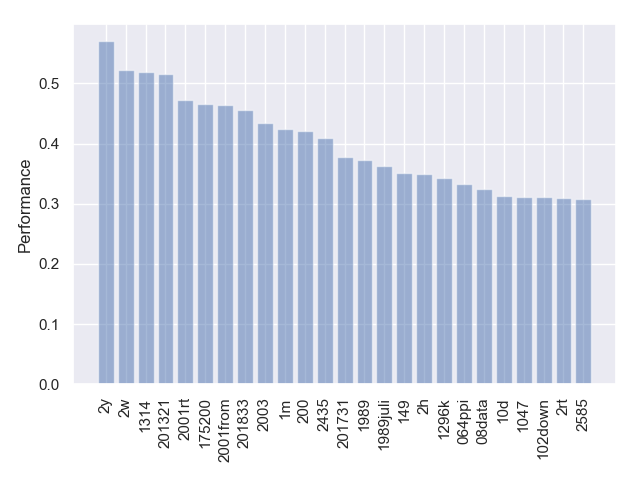 0.5
0.4
0.3
0.2
0.1
0.0
Performance
2y
2w
1314
201321
2001rt
175200
2001from
201833
2003
1m
200
2435
201731
1989
1989juli
149
2h
1296k
064ppi
08data
10d
1047
102down
2rt
2585